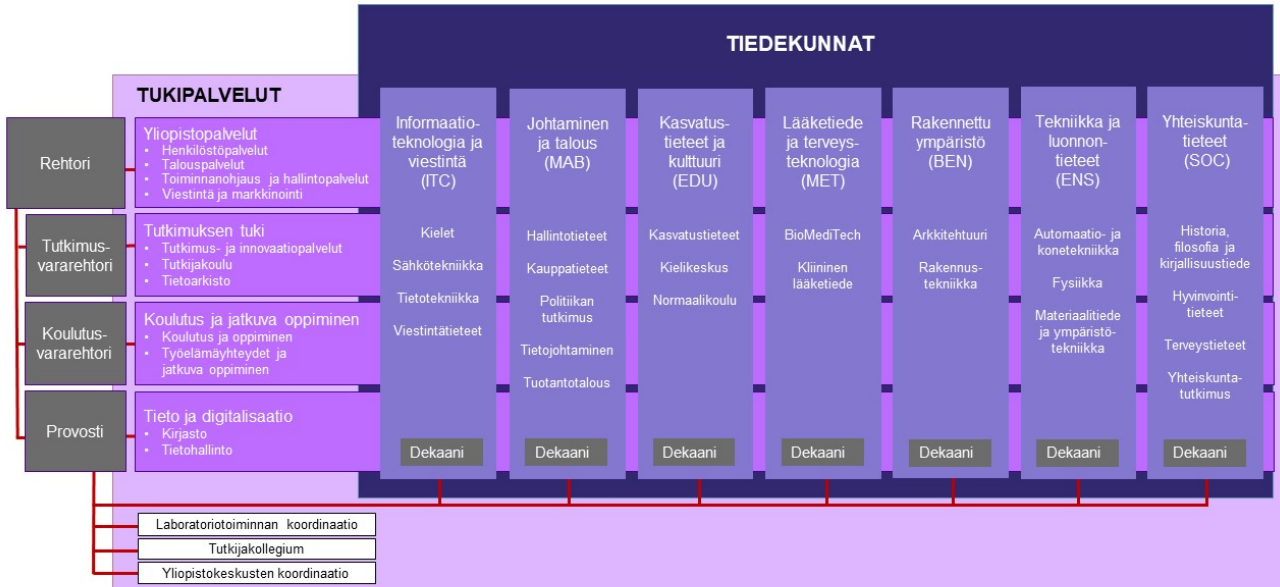 TIEDEKUNNAT
TUKIPALVELUT
Rehtori
Yliopistopalvelut
• Henkilöstöpalvelut
• Talouspalvelut
• Toiminnanohjaus ja hallintopalvelut
• Viestintä ja markkinointi
Tutkimus-
vararehtori
Tutkimuksen tuki
• Tutkimus- ja innovaatiopalvelut
• Tutkijakoulu
• Tietoarkisto
Koulutus-
vararehtori
Koulutus ja jatkuva oppiminen
• Koulutus ja oppiminen
• Työelämäyhteydet ja
jatkuva oppiminen
Provosti
Tieto ja digitalisaatio
• Kirjasto
• Tietohallinto
Informaatio-
teknologia ja
viestintä
(ITC)
Kielet
Sähkötekniikka
Tietotekniikka
Viestintätieteet
Dekaani
Johtaminen
ja talous
(MAB)
Hallintotieteet
Kauppatieteet
Politiikan
tutkimus
Tietojohtaminen
Tuotantotalous
Dekaani
Kasvatus-
tieteet ja
kulttuuri
(EDU)
Kasvatustieteet
Kielikeskus
Normaalikoulu
Dekaani
Lääketiede
ja terveys-
teknologia
(MET)
BioMediTech
Kliininen
lääketiede
Dekaani
Rakennettu
ympäristö
(BEN)
Arkkitehtuuri
Rakennus-
tekniikka
Dekaani
Tekniikka ja
luonnon-
tieteet
(ENS)
Automaatio- ja
konetekniikka
Fysiikka
Materiaalitiede
ja ympäristö-
tekniikka
Dekaani
Yhteiskunta-
tieteet
(SOC)
Historia,
filosofia ja
kirjallisuustiede
Hyvinvointi-
tieteet
Terveystieteet
Yhteiskunta-
tutkimus
Dekaani
Laboratoriotoiminnan koordinaatio
Tutkijakollegium
Yliopistokeskusten koordinaatio